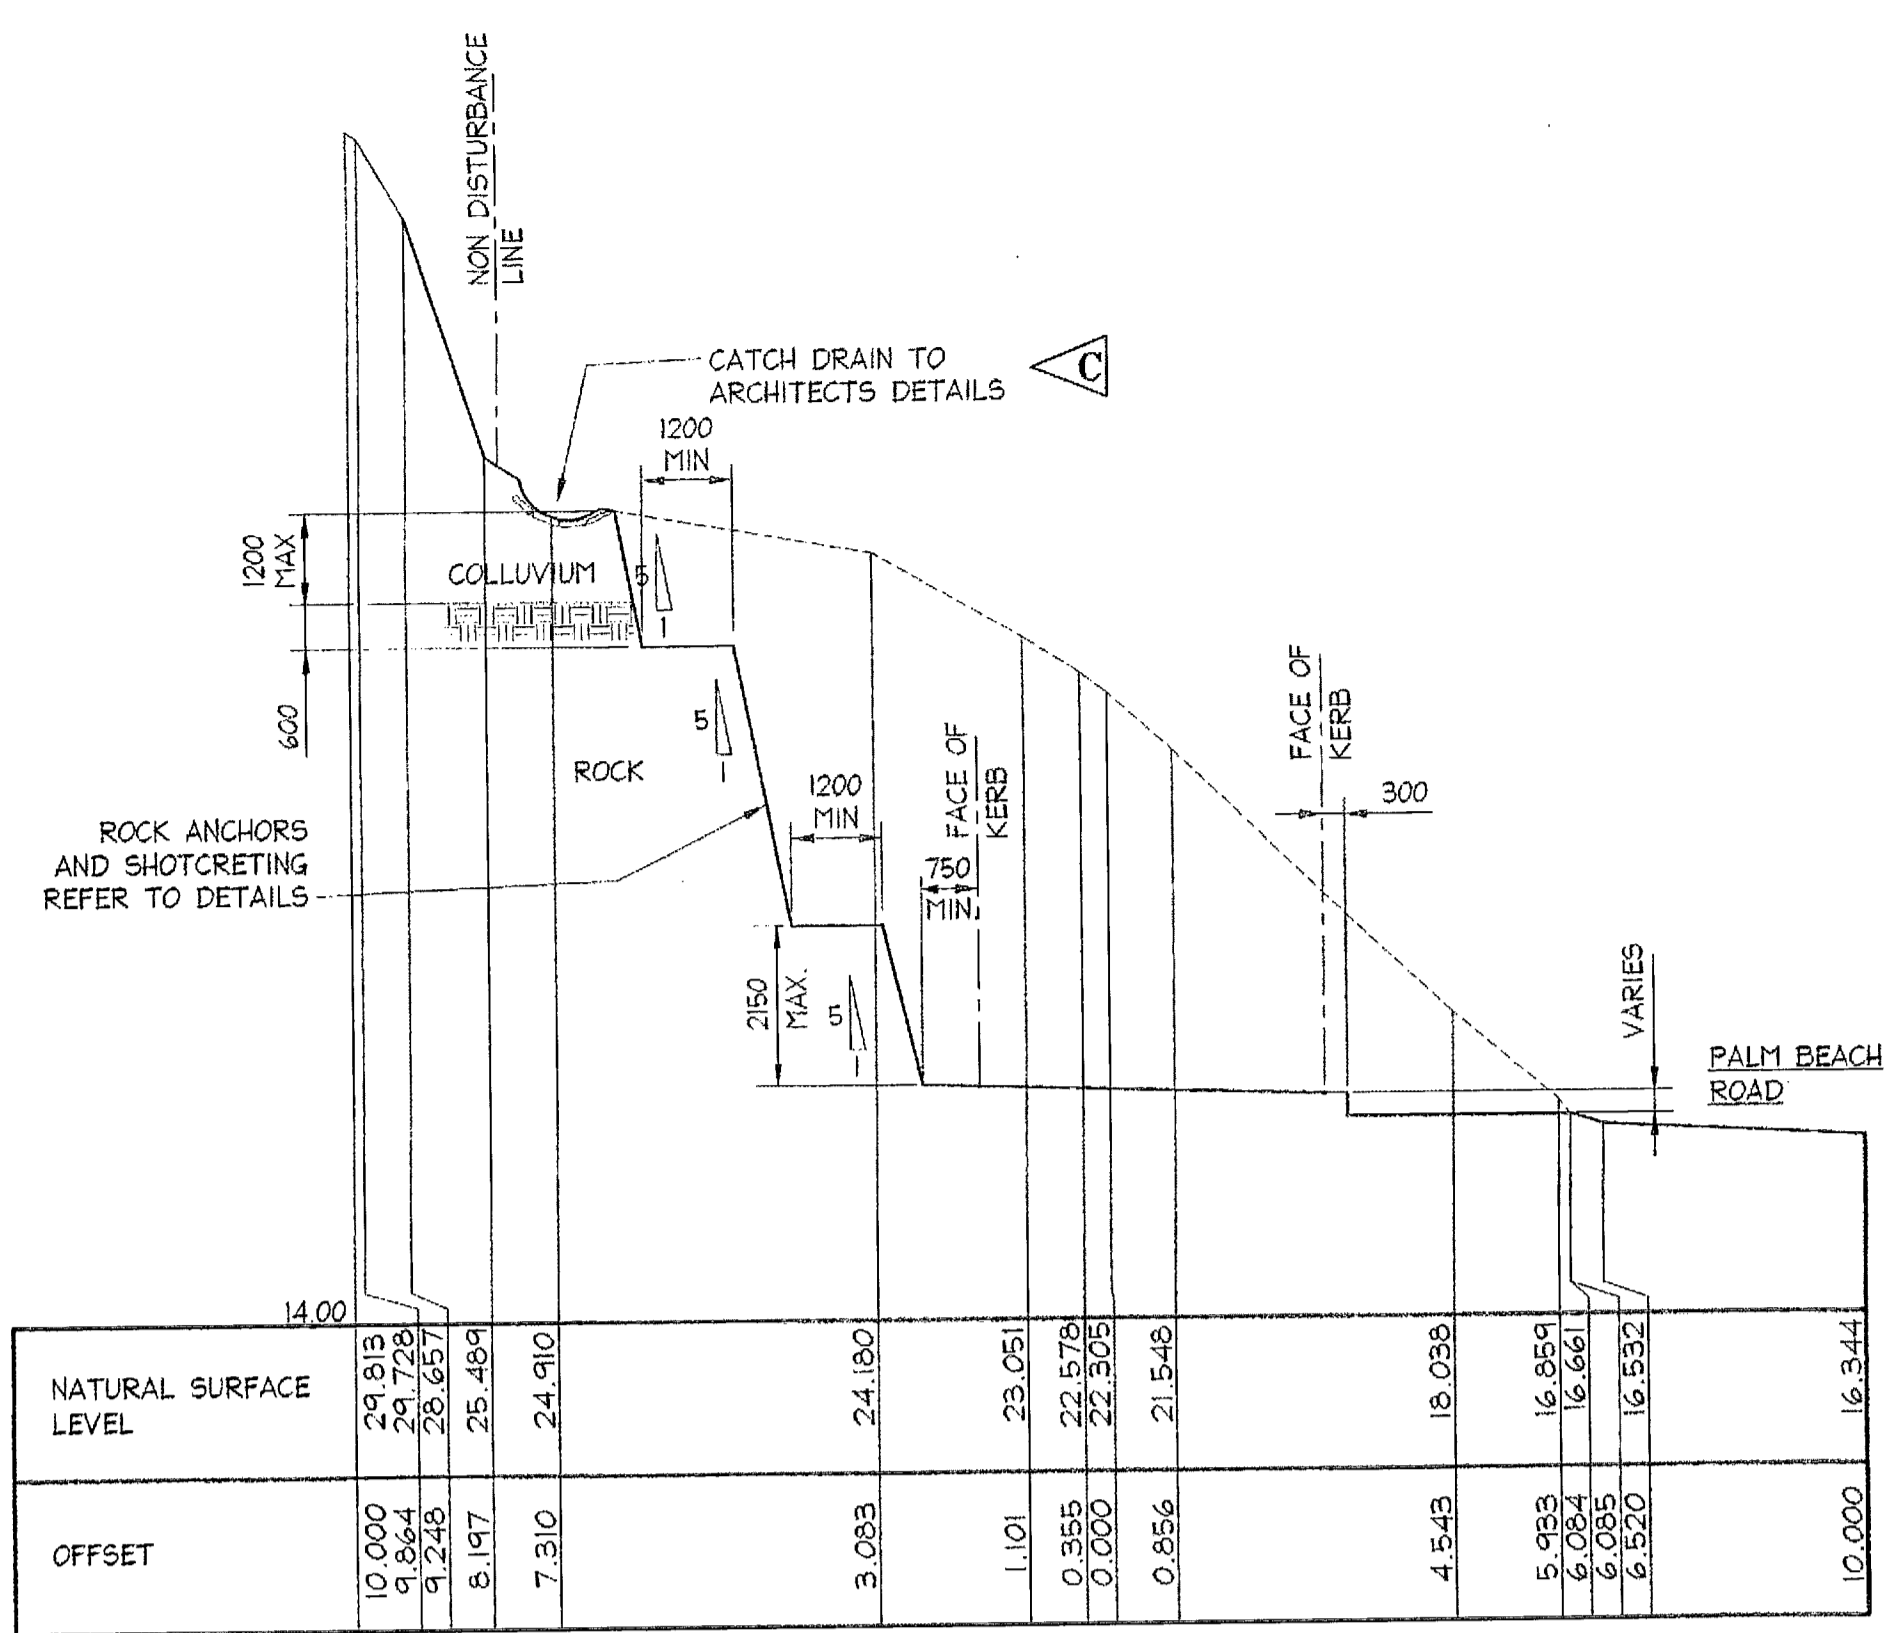 NON DISTURBANCE
LINE
CATCH DRAIN TO
ARCHITECTS DETAILS
C
1200
MIN
1200
MAX
COLLUVIUM
5
1
600
5
1
ROCK
ROCK ANCHORS
AND SHOTCRETING
REFER TO DETAILS
1200
MIN
FACE OF
KERB
750
MIN.
2150
MAX.
5
1
FACE OF
KERB
300
VARIES
PALM BEACH
ROAD
14.00
NATURAL SURFACE
LEVEL
29.813
29.728
28.657
25.489
24.910
24.180
23.051
22.578
22.305
21.548
18.038
16.859
16.661
16.532
16.344
OFFSET
10.000
9.864
9.248
8.197
7.310
3.083
1.101
0.355
0.000
0.856
4.543
5.933
6.084
6.085
6.520
10.000